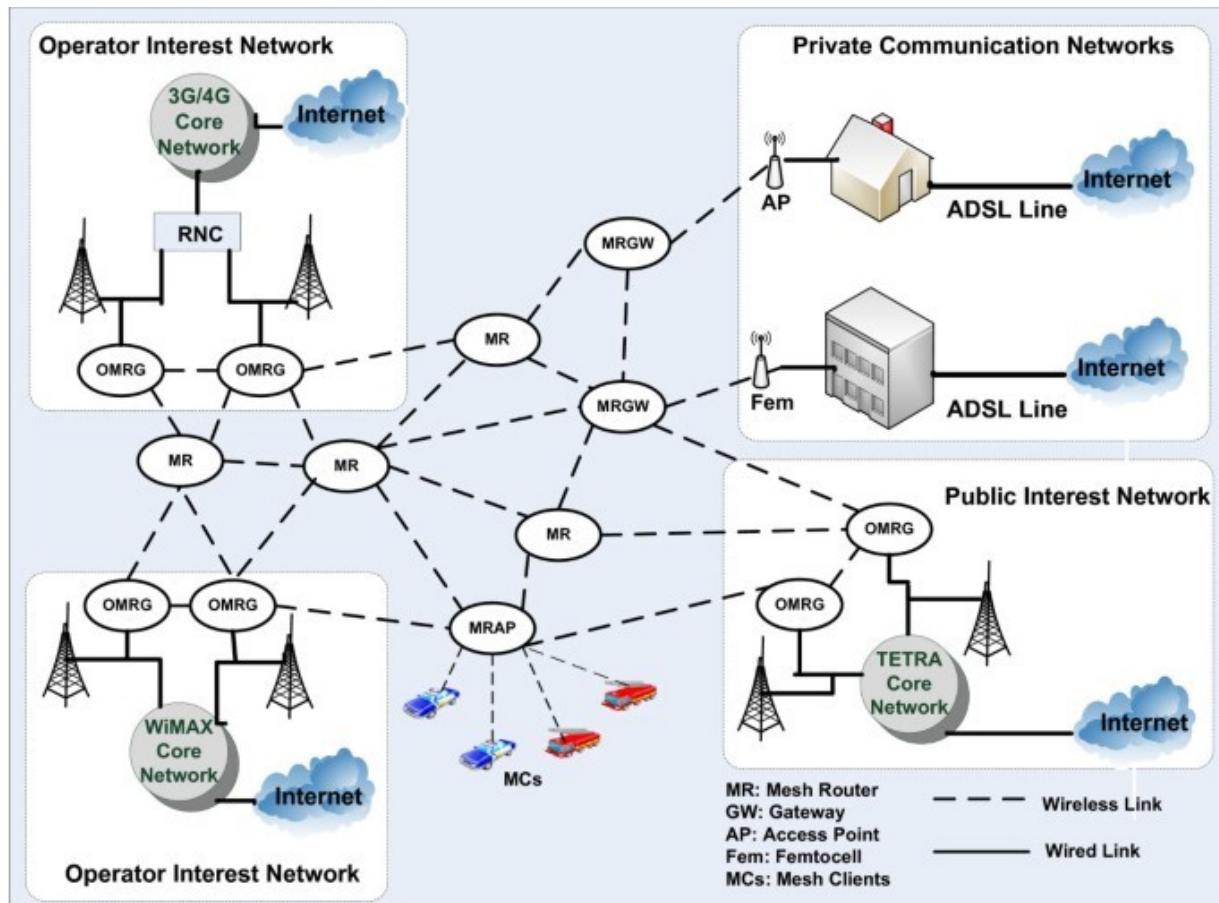 Operator Interest Network
3G/4G
Core
Network
Internet
RNC
OMRG
OMRG
Private Communication Networks
AP
ADSL Line
Internet
Fem
ADSL Line
Internet
MRGW
MR
MRGW
MR
MR
MR
MRAP
MCs
Public Interest Network
OMRG
OMRG
TETRA
Core
Network
Internet
OMRG
OMRG
WiMAX
Core
Network
Internet
Operator Interest Network
MR: Mesh Router
GW: Gateway
AP: Access Point
Fem: Femtocell
MCs: Mesh Clients
Wireless Link
Wired Link